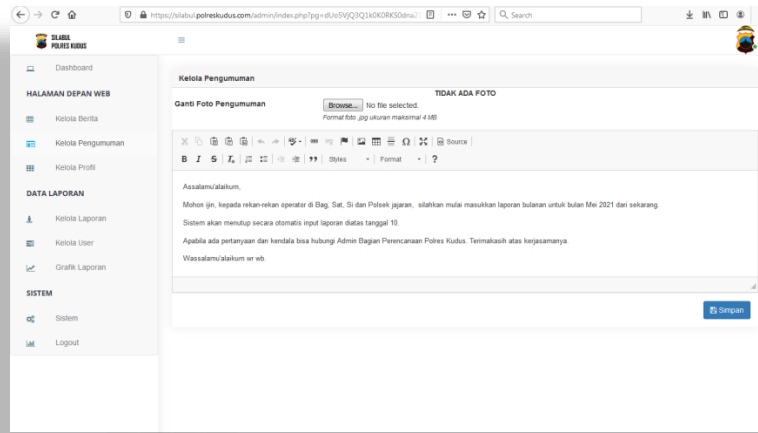 https://silabul.polreskudus.com/admin/index.php?pg=
Search
SILABUL
POLRES KUDUS
Dashboard
HALAMAN DEPAN WEB
Kelola Berita
Kelola Pengumuman
Kelola Profil
DATA LAPORAN
Kelola Laporan
Kelola User
Grafik Laporan
SISTEM
Sistem
Logout
Kelola Pengumuman
TIDAK ADA FOTO
Ganti Foto Pengumuman
Browse... No file selected.
Format foto .jpg ukuran maksimal 4 MB
Source
B I S Ix Styles Format ?
Assalamu'alaikum,
Mohon ijin, kepada rekan-rekan operator di Bag, Sat, Si dan Polsek jajaran, silahkan mulai masukkan laporan bulanan untuk bulan Mei 2021 dari sekarang.
Sistem akan menutup secara otomatis input laporan diatas tanggal 10.
Apabila ada pertanyaan dan kendala bisa hubungi Admin Bagian Perencanaan Polres Kudus. Terimakasih atas kerjasamanya.
Wassalamu'alaikum wr wb.
Simpan